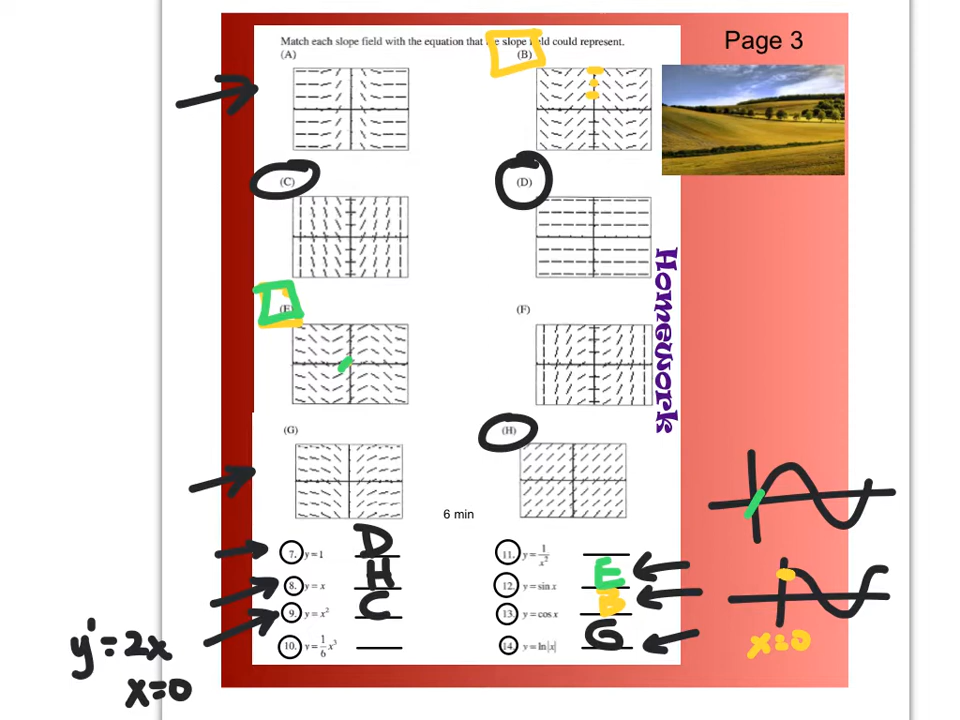 Page 3
Match each slope field with the equation that the slope field could represent.
(A)
(B)
(C)
(D)
(E)
(F)
(G)
(H)
Homework
6 min
7. y = 1 D
8. y = x H
9. y = x² C
10. y = 1/6 x³
11. y = 1/x²
12. y = sin x E
13. y = cos x B
14. y = ln|x| G
y' = 2x
x=0
x=0